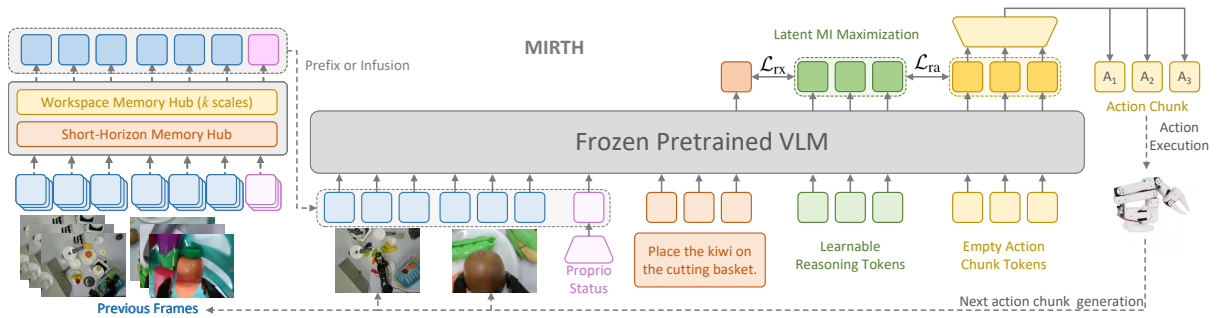 MIRTH
Latent MI Maximization
Prefix or Infusion
ℒrx
ℒra
A1
A2
A3
Action Chunk
Workspace Memory Hub (k scales)
Short-Horizon Memory Hub
Frozen Pretrained VLM
Action
Execution
Place the kiwi on
the cutting basket.
Proprio
Status
Learnable
Reasoning Tokens
Empty Action
Chunk Tokens
Previous Frames
Next action chunk generation